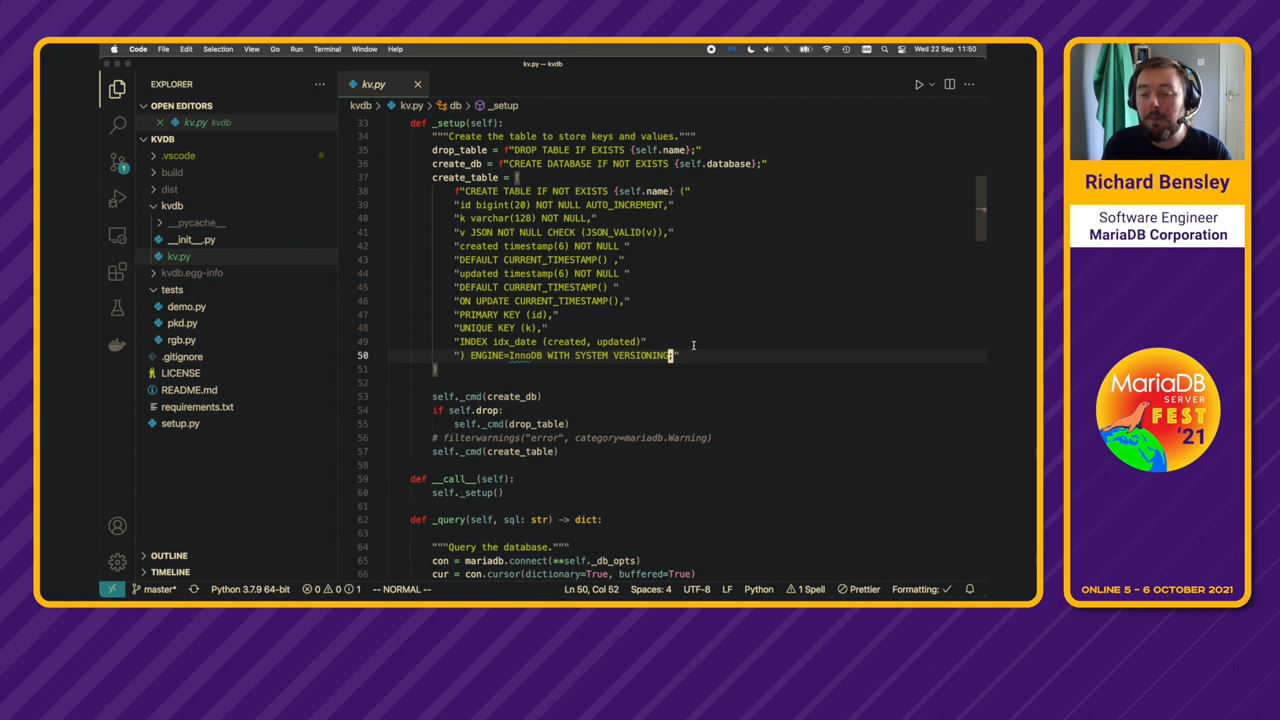 Code File Edit Selection View Go Run Terminal Window Help
Wed 22 Sep 11:50
kv.py — kvdb
EXPLORER
OPEN EDITORS
kv.py kvdb
KVDB
.vscode
build
dist
kvdb
__pycache__
__init__.py
kv.py
kvdb.egg-info
tests
demo.py
pkd.py
rgb.py
.gitignore
LICENSE
README.md
requirements.txt
setup.py
OUTLINE
TIMELINE
1
kv.py
kvdb > kv.py > db > _setup
33 def _setup(self):
34 """Create the table to store keys and values."""
35 drop_table = f"DROP TABLE IF EXISTS {self.name};"
36 create_db = f"CREATE DATABASE IF NOT EXISTS {self.database};"
37 create_table = (
38 f"CREATE TABLE IF NOT EXISTS {self.name} ("
39 "id bigint(20) NOT NULL AUTO_INCREMENT,"
40 "k varchar(128) NOT NULL,"
41 "v JSON NOT NULL CHECK (JSON_VALID(v)),"
42 "created timestamp(6) NOT NULL "
43 "DEFAULT CURRENT_TIMESTAMP() ,"
44 "updated timestamp(6) NOT NULL "
45 "DEFAULT CURRENT_TIMESTAMP() "
46 "ON UPDATE CURRENT_TIMESTAMP(),"
47 "PRIMARY KEY (id),"
48 "UNIQUE KEY (k),"
49 "INDEX idx_date (created, updated)"
50 ") ENGINE=InnoDB WITH SYSTEM VERSIONING;"
51 )
52
53 self._cmd(create_db)
54 if self.drop:
55 self._cmd(drop_table)
56 # filterwarnings("error", category=mariadb.Warning)
57 self._cmd(create_table)
58
59 def __call__(self):
60 self._setup()
61
62 def _query(self, sql: str) -> dict:
63
64 """Query the database."""
65 con = mariadb.connect(**self._db_opts)
66 cur = con.cursor(dictionary=True, buffered=True)
master* Python 3.7.9 64-bit 0 0 1 -- NORMAL -- Ln 50, Col 52 Spaces: 4 UTF-8 LF Python 1 Spell Prettier Formatting:
Richard Bensley
Software Engineer
MariaDB Corporation
MariaDB
SERVER
FEST
'21
ONLINE 5 - 6 OCTOBER 2021